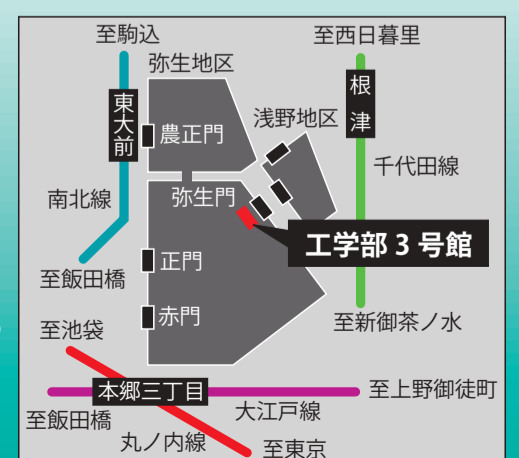 至駒込
至西日暮里
弥生地区
根津
東大前
浅野地区
農正門
千代田線
南北線
弥生門
工学部 3 号館
正門
至飯田橋
赤門
至新御茶ノ水
至池袋
本郷三丁目
至上野御徒町
至飯田橋
大江戸線
丸ノ内線
至東京